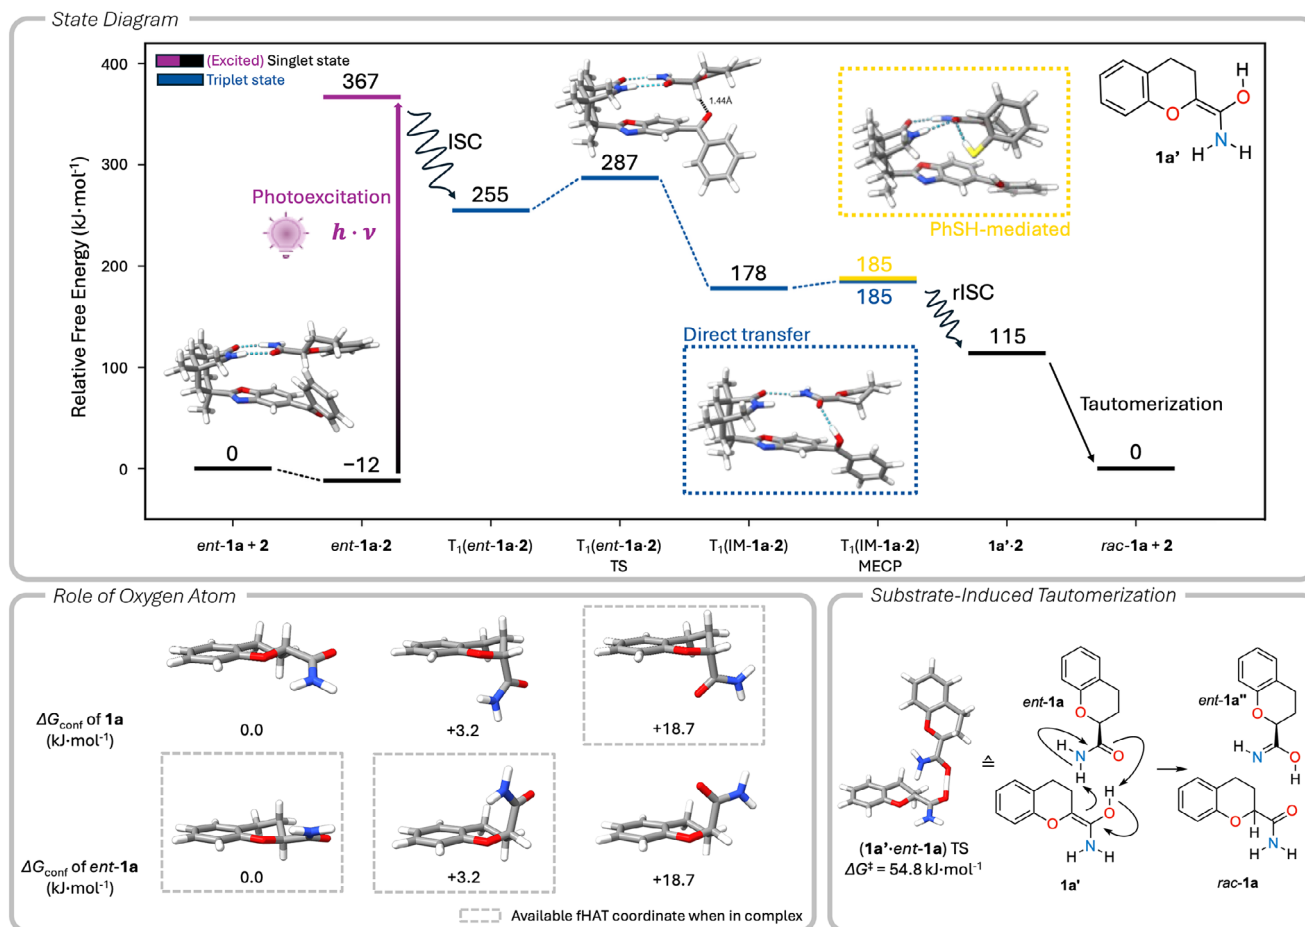 State Diagram
(Excited) Singlet state
Triplet state
Relative Free Energy (kJ·mol⁻¹)
400
300
200
100
0
367
ISC
Photoexcitation
h · ν
255
287
1.44Å
178
185
185
PhSH-mediated
Direct transfer
rISC
115
Tautomerization
0
−12
0
H
O
O
N
H
H
1a’
ent-1a + 2
ent-1a·2
T₁(ent-1a·2)
T₁(ent-1a·2)
TS
T₁(IM-1a·2)
T₁(IM-1a·2)
MECP
1a’·2
rac-1a + 2
Role of Oxygen Atom
ΔGconf of 1a
(kJ·mol⁻¹)
0.0
+3.2
+18.7
ΔGconf of ent-1a
(kJ·mol⁻¹)
0.0
+3.2
+18.7
Available fHAT coordinate when in complex
Substrate-Induced Tautomerization
(1a’·ent-1a) TS
ΔG‡ = 54.8 kJ·mol⁻¹
≙
ent-1a
O
H
N
O
H
H
O
O
H
N
H
1a'
ent-1a"
O
H
N
O
H
O
O
H
N
H
H
rac-1a